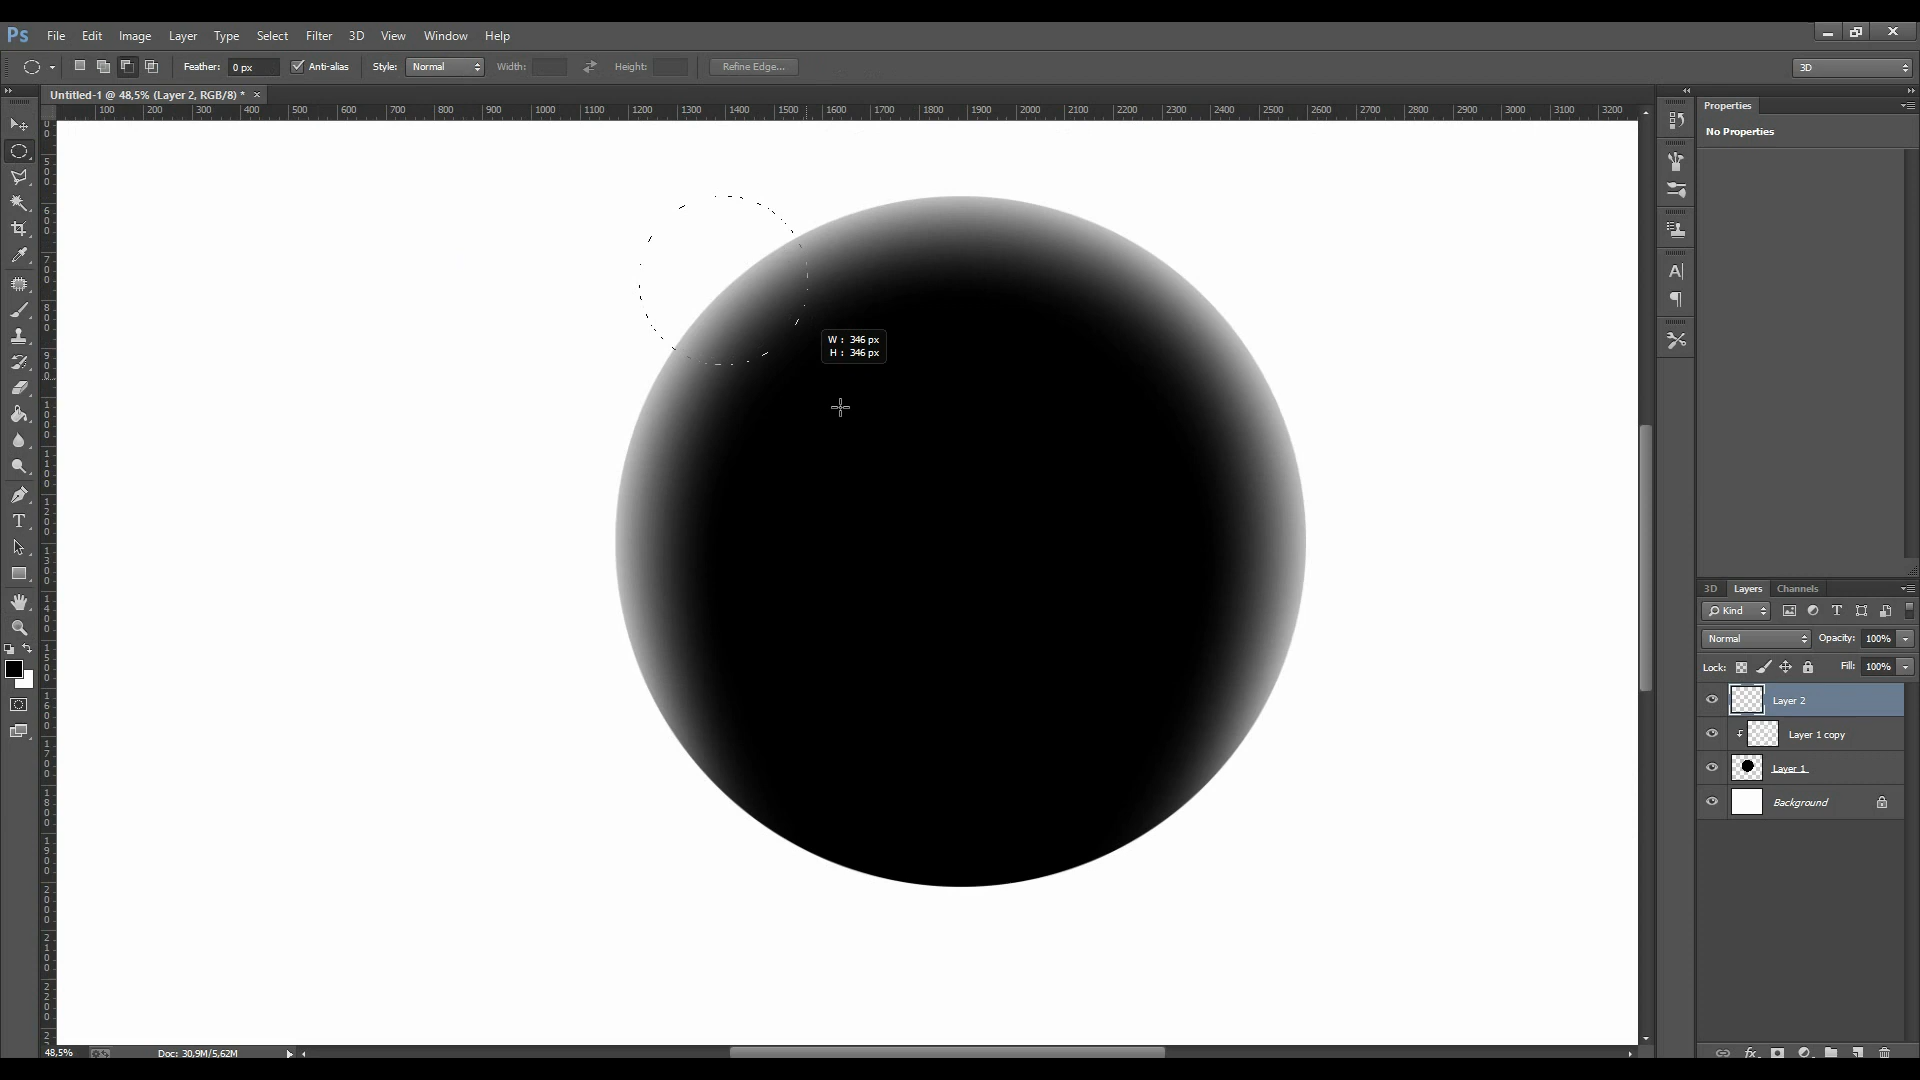 Ps File Edit Image Layer Type Select Filter 3D View Window Help
Feather: 0 px Anti-alias Style: Normal Width: Height: Refine Edge... 3D
Untitled-1 @ 48,5% (Layer 2, RGB/8) * ×
100 200 300 400 500 600 700 800 900 1000 1100 1200 1300 1400 1500 1600 1700 1800 1900 2000 2100 2200 2300 2400 2500 2600 2700 2800 2900 3000 3100 3200
Properties
No Properties
W : 346 px
H : 346 px
3D Layers Channels
Kind
Normal Opacity: 100%
Lock: Fill: 100%
Layer 2
Layer 1 copy
Layer 1
Background
48,5% Doc: 30,9M/5,62M